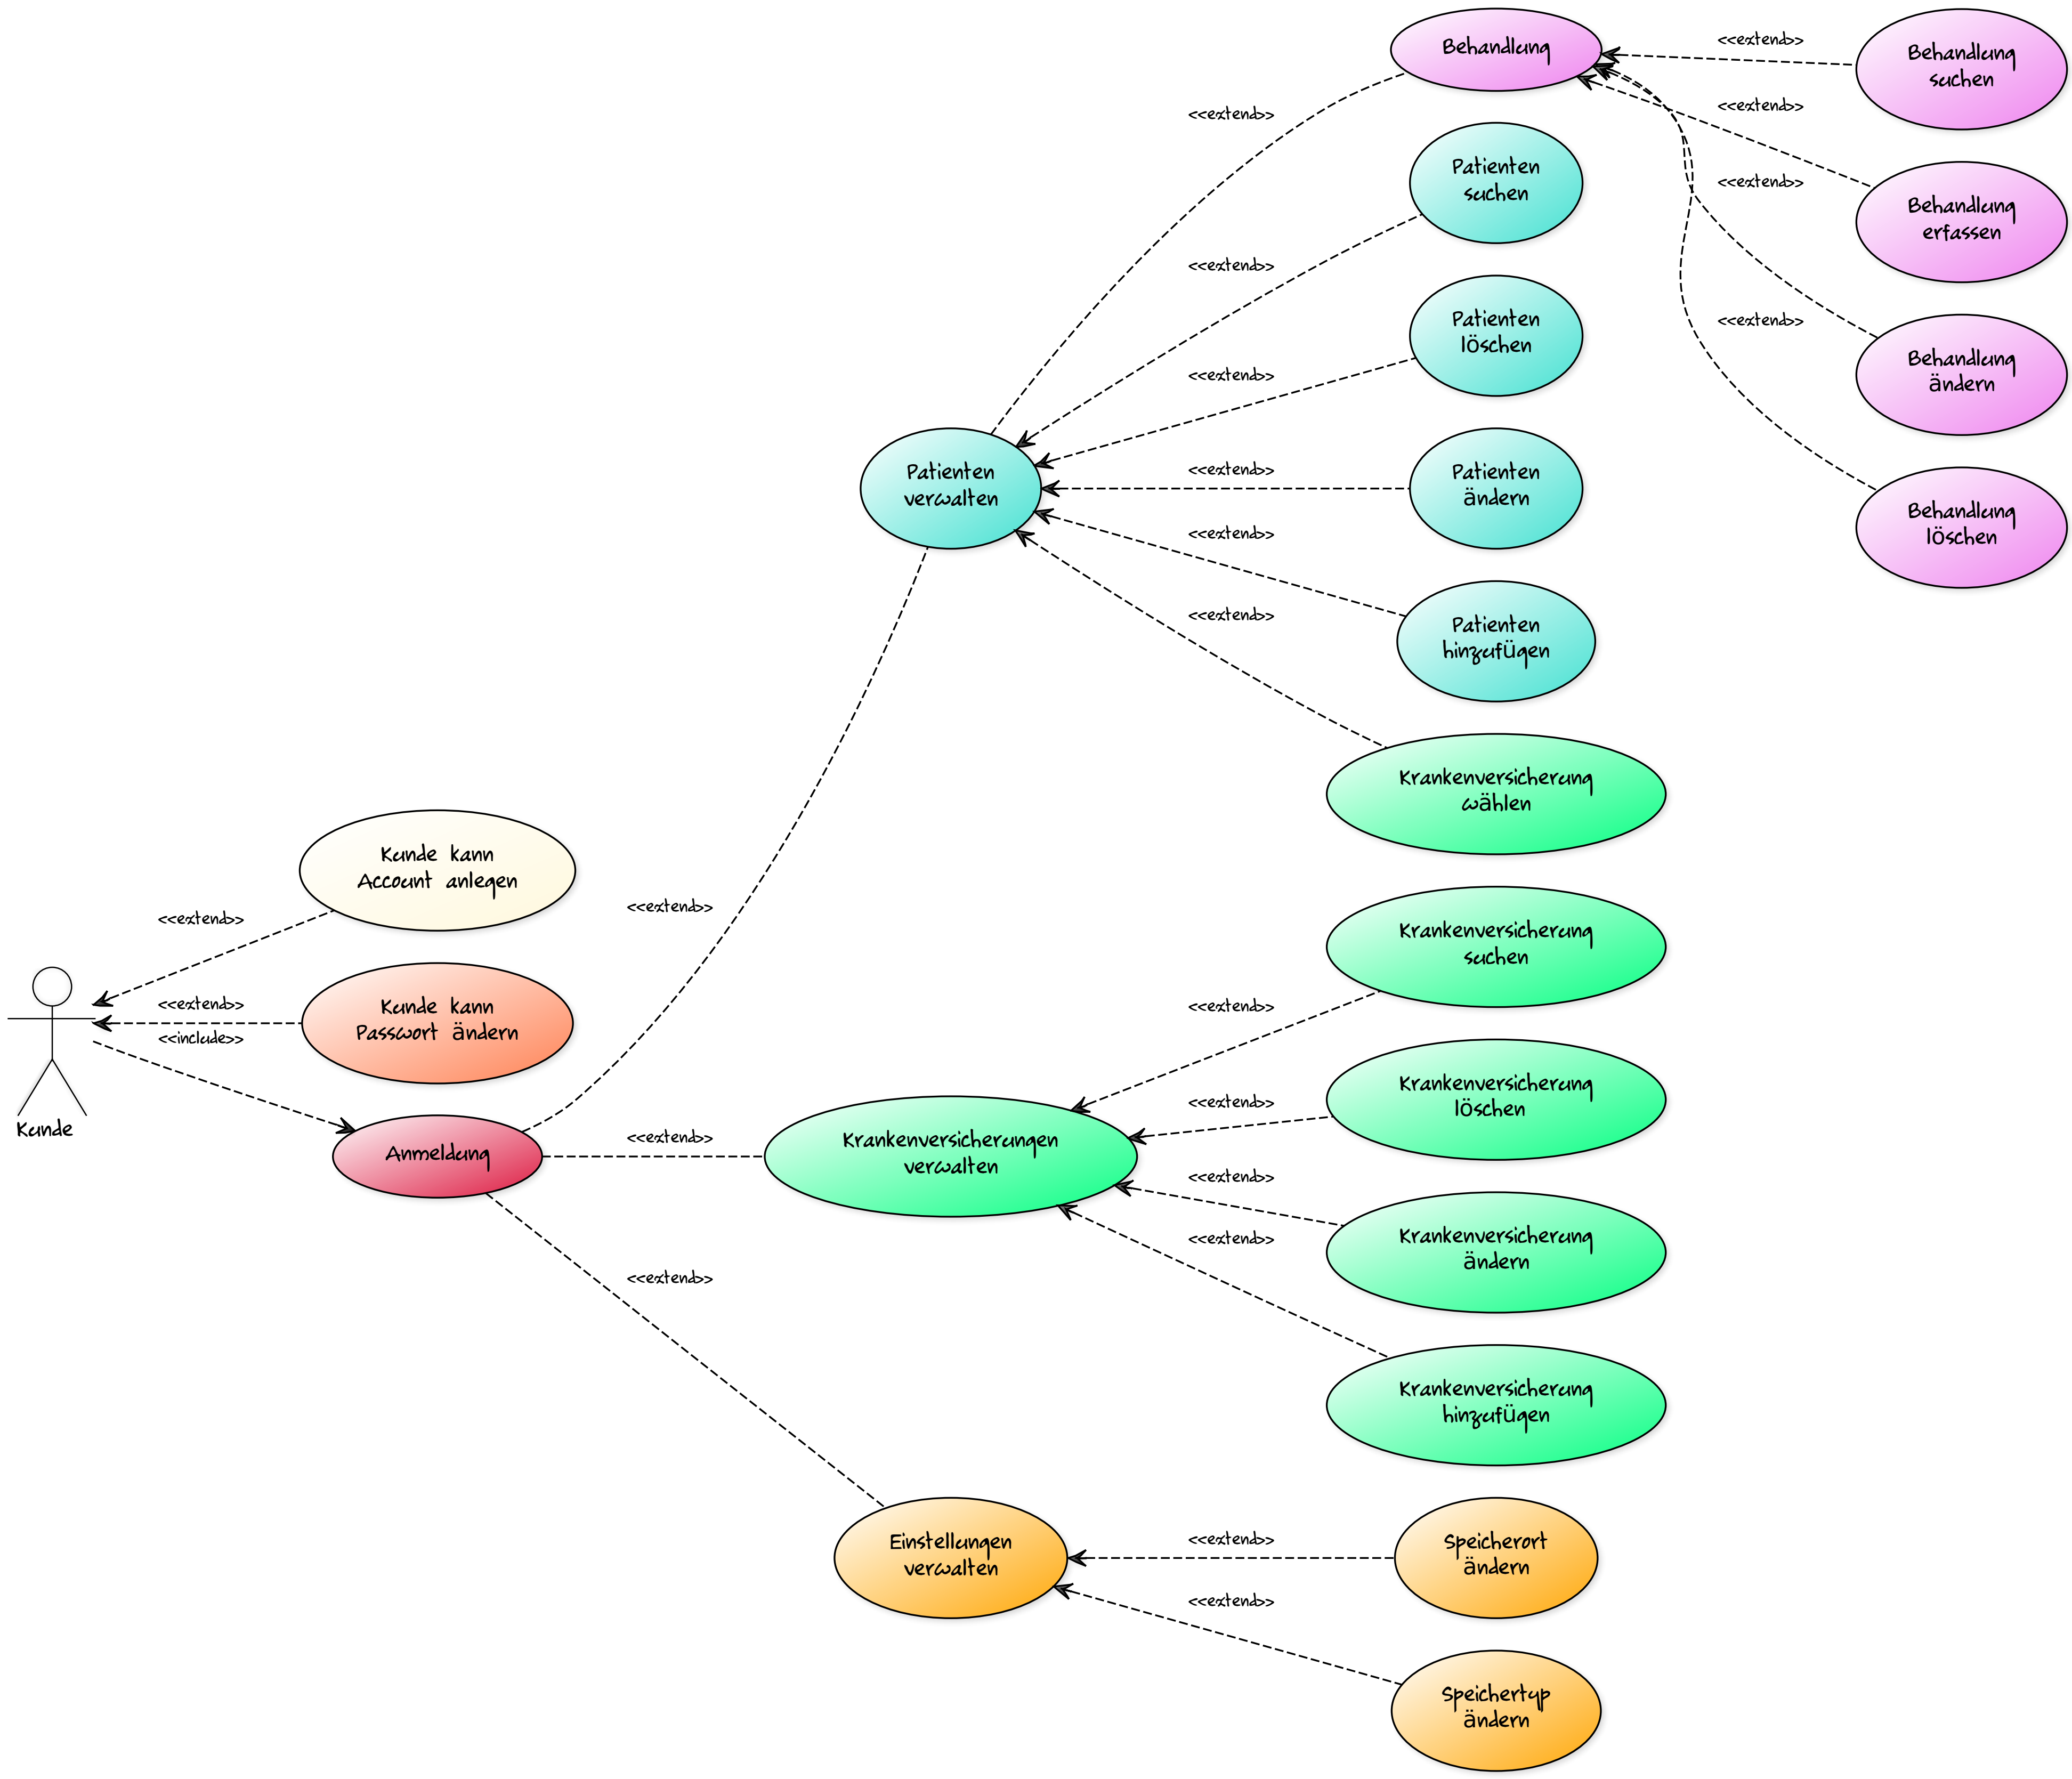 Behandlung
<<extend>>
Behandlung
suchen
<<extend>>
Behandlung
erfassen
<<extend>>
Behandlung
ändern
<<extend>>
Behandlung
löschen
<<extend>>
Patienten
suchen
<<extend>>
Patienten
löschen
<<extend>>
Patienten
verwalten
<<extend>>
Patienten
ändern
<<extend>>
Patienten
hinzufügen
<<extend>>
Krankenversicherung
wählen
<<extend>>
Kunde kann
Account anlegen
<<extend>>
<<extend>>
Kunde kann
Passwort ändern
<<extend>>
<<include>>
Kunde
Anmeldung
<<extend>>
Krankenversicherungen
verwalten
Krankenversicherung
suchen
<<extend>>
Krankenversicherung
löschen
<<extend>>
Krankenversicherung
ändern
<<extend>>
Krankenversicherung
hinzufügen
<<extend>>
<<extend>>
Einstellungen
verwalten
<<extend>>
Speicherort
ändern
<<extend>>
Speichertyp
ändern